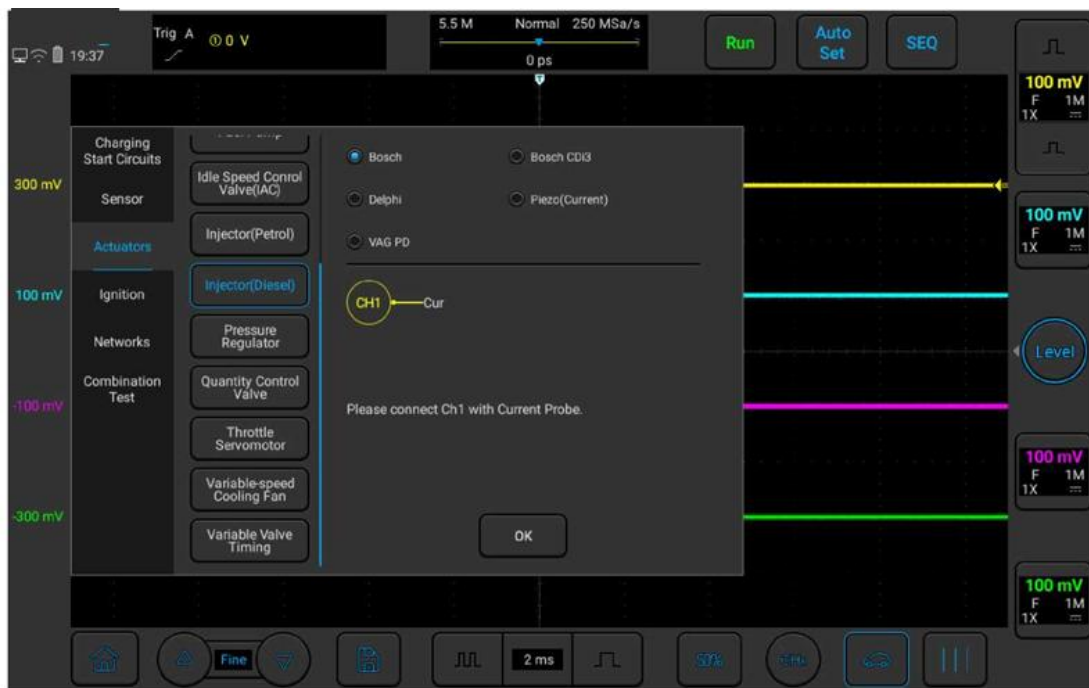 19:37
Trig A
① 0 V
5.5 M Normal 250 MSa/s
0 ps
T
Run
Auto
Set
SEQ
100 mV
F 1M
1X
300 mV
100 mV
-100 mV
-300 mV
Charging
Start Circuits
Sensor
Actuators
Ignition
Networks
Combination
Test
Idle Speed Conrol
Valve(IAC)
Injector(Petrol)
Injector(Diesel)
Pressure
Regulator
Quantity Control
Valve
Throttle
Servomotor
Variable-speed
Cooling Fan
Variable Valve
Timing
Bosch
Bosch CDi3
Delphi
Piezo(Current)
VAG PD
CH1
Cur
Please connect Ch1 with Current Probe.
OK
100 mV
F 1M
1X
Level
100 mV
F 1M
1X
100 mV
F 1M
1X
Fine
2 ms
50%